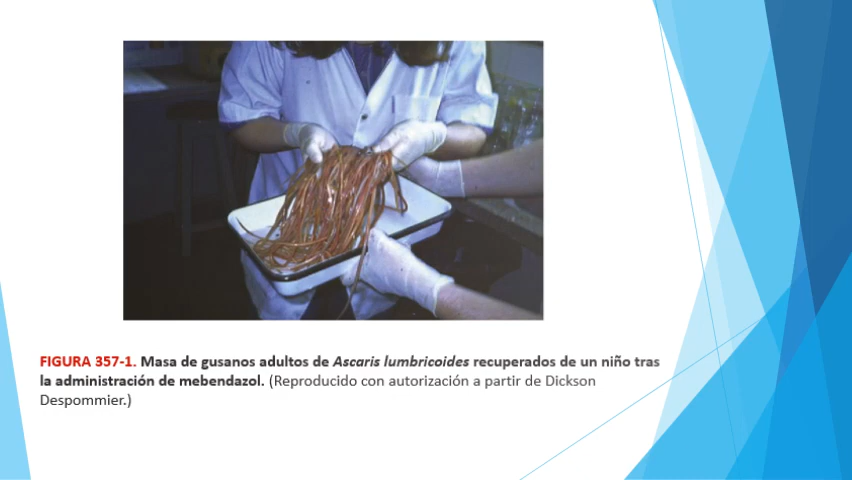 FIGURA 357-1. Masa de gusanos adultos de Ascaris lumbricoides recuperados de un niño tras
la administración de mebendazol. (Reproducido con autorización a partir de Dickson
Despommier.)